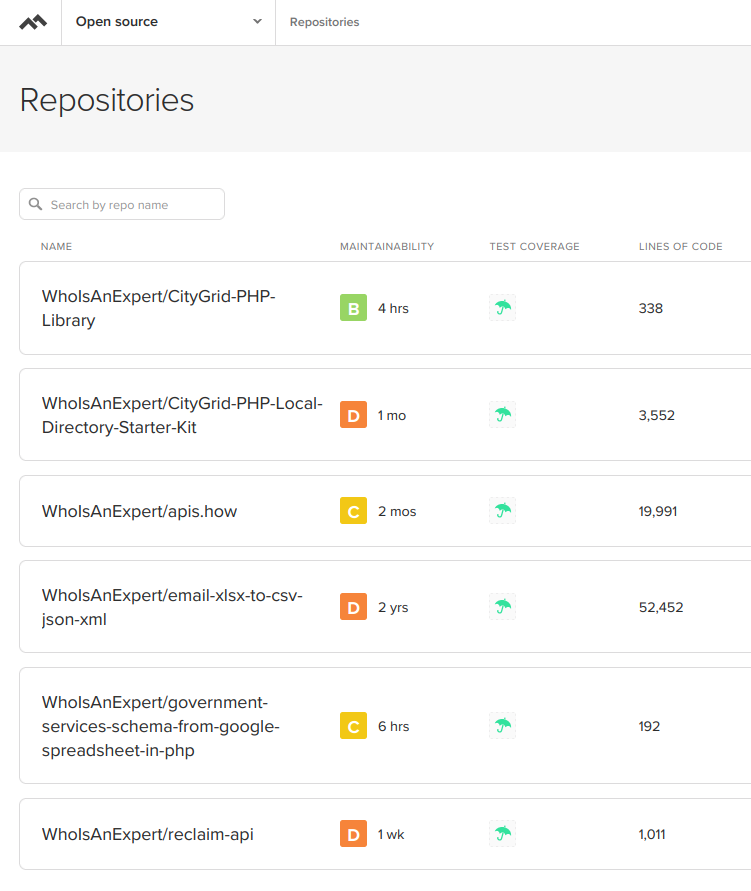 Open source
Repositories
Repositories
Search by repo name
NAME
MAINTAINABILITY
TEST COVERAGE
LINES OF CODE
WhoIsAnExpert/CityGrid-PHP-
Library
B
4 hrs
338
WhoIsAnExpert/CityGrid-PHP-Local-
Directory-Starter-Kit
D
1 mo
3,552
WhoIsAnExpert/apis.how
C
2 mos
19,991
WhoIsAnExpert/email-xlsx-to-csv-
json-xml
D
2 yrs
52,452
WhoIsAnExpert/government-
services-schema-from-google-
spreadsheet-in-php
C
6 hrs
192
WhoIsAnExpert/reclaim-api
D
1 wk
1,011